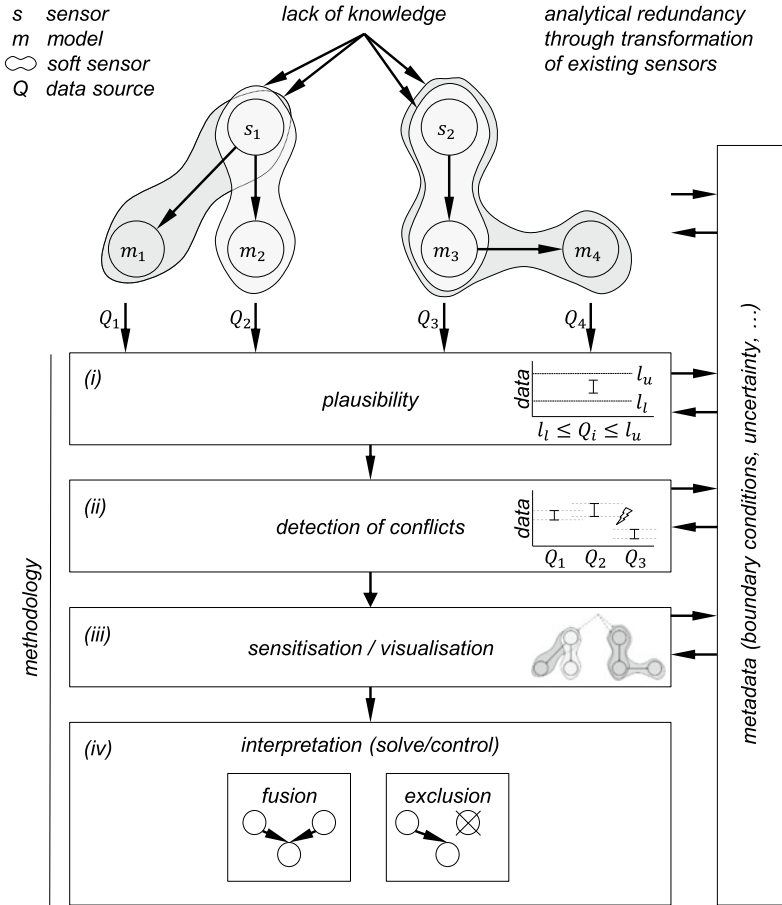 s sensor
m model
soft sensor
Q data source
lack of knowledge
analytical redundancy
through transformation
of existing sensors
s₁
s₂
m₁
m₂
m₃
m₄
Q₁
Q₂
Q₃
Q₄
methodology
(i)
plausibility
data
lᵤ
lₗ
lₗ ≤ Qᵢ ≤ lᵤ
(ii)
detection of conflicts
data
Q₁ Q₂ Q₃
(iii)
sensitisation / visualisation
(iv)
interpretation (solve/control)
fusion
exclusion
metadata (boundary conditions, uncertainty, …)